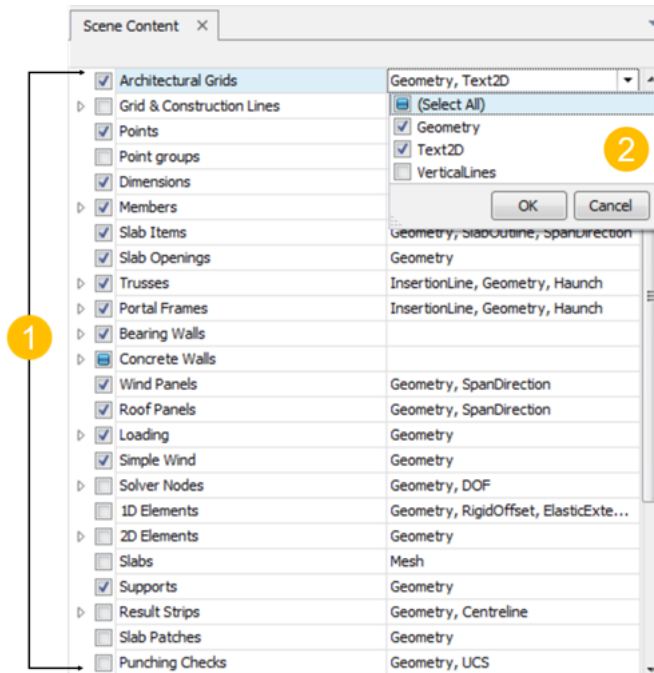 Scene Content
Architectural Grids Geometry, Text2D
Grid & Construction Lines (Select All)
Points Geometry
Point groups Text2D
2
Dimensions VerticalLines
Members OK Cancel
Slab Items Geometry, SlabOutline, SpanDirection
Slab Openings Geometry
Trusses InsertionLine, Geometry, Haunch
Portal Frames InsertionLine, Geometry, Haunch
1
Bearing Walls
Concrete Walls
Wind Panels Geometry, SpanDirection
Roof Panels Geometry, SpanDirection
Loading Geometry
Simple Wind Geometry
Solver Nodes Geometry, DOF
1D Elements Geometry, RigidOffset, ElasticExte...
2D Elements Geometry
Slabs Mesh
Supports Geometry
Result Strips Geometry, Centreline
Slab Patches Geometry
Punching Checks Geometry, UCS